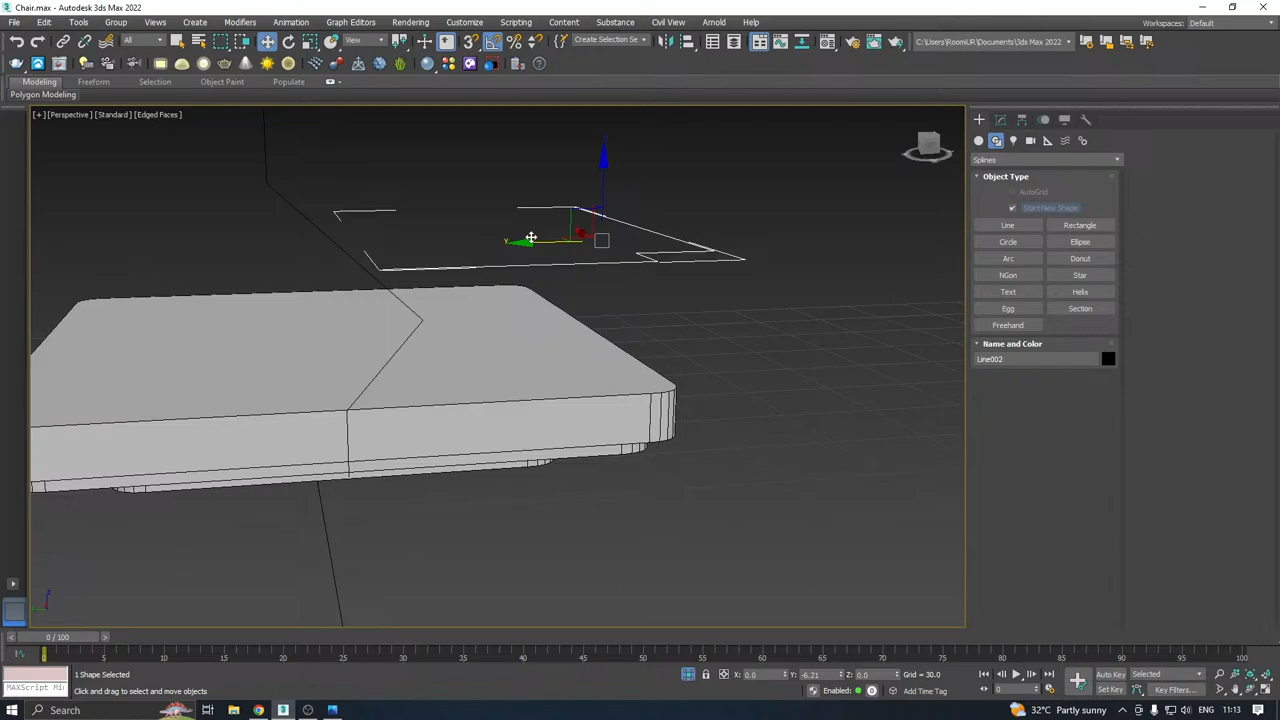 Chair.max - Autodesk 3ds Max 2022
File Edit Tools Group Views Create Modifiers Animation Graph Editors Rendering Customize Scripting Content Substance Civil View Arnold Help
Workspaces: Default
All
View
Create Selection Se
C:\Users\RoomUR\Documents\3ds Max 2022
Modeling Freeform Selection Object Paint Populate
Polygon Modeling
[+] [Perspective] [Standard] [Edged Faces]
Splines
Object Type
AutoGrid
Start New Shape
Line Rectangle
Circle Ellipse
Arc Donut
NGon Star
Text Helix
Egg Section
Freehand
Name and Color
Line002
y
z
0 / 100
0 5 10 15 20 25 30 35 40 45 50 55 60 65 70 75 80 85 90 95 100
1 Shape Selected
X: 0.0 Y: -6.21 Z: 0.0 Grid = 30.0
Auto Key Selected
MAXScript Mi
Click and drag to select and move objects
Enabled: Add Time Tag
0
Set Key Key Filters...
Search
32°C Partly sunny
ENG 11:13